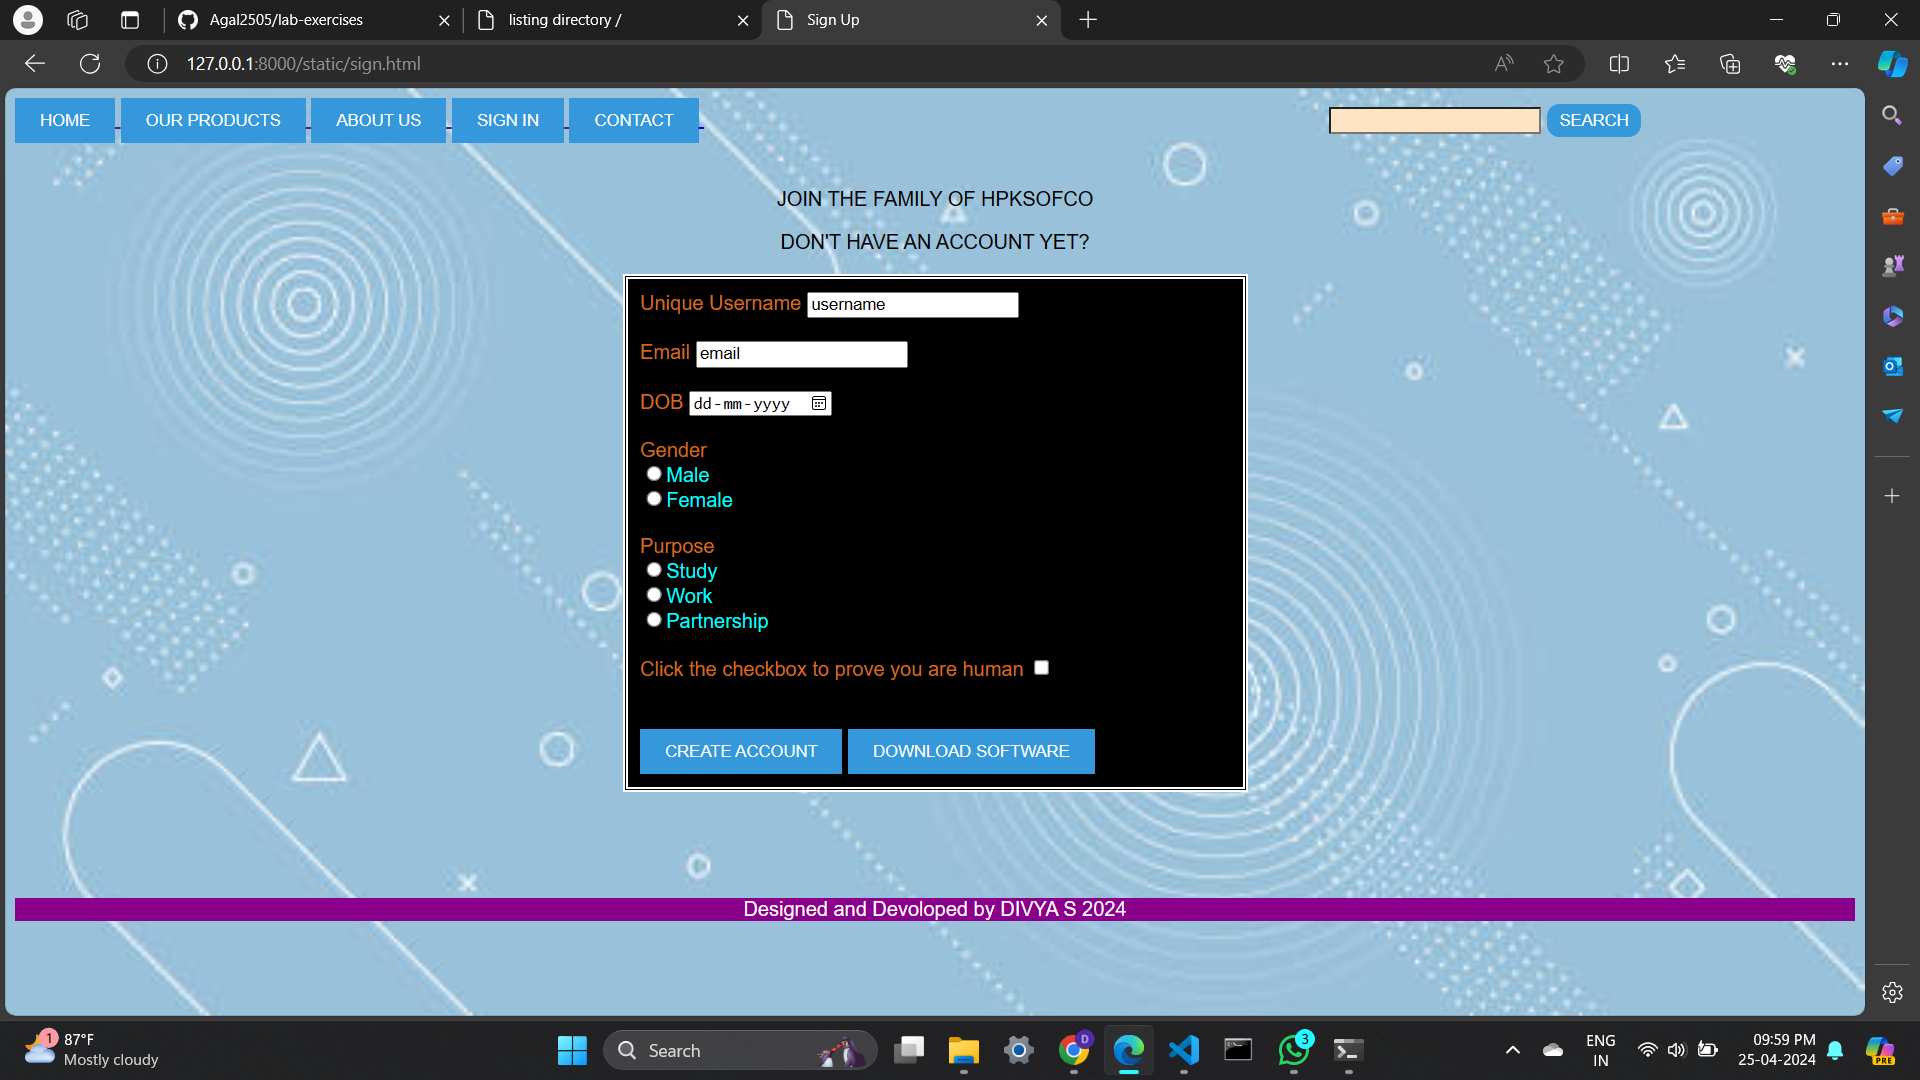 Agal2505/lab-exercises
listing directory /
Sign Up
127.0.0.1:8000/static/sign.html
HOME
OUR PRODUCTS
ABOUT US
SIGN IN
CONTACT
SEARCH
JOIN THE FAMILY OF HPKSOFCO
DON'T HAVE AN ACCOUNT YET?
Unique Username username
Email email
DOB dd-mm-yyyy
Gender
Male
Female
Purpose
Study
Work
Partnership
Click the checkbox to prove you are human
CREATE ACCOUNT
DOWNLOAD SOFTWARE
Designed and Devoloped by DIVYA S 2024
1
87°F
Mostly cloudy
Search
D
3
ENG
IN
09:59 PM
25-04-2024
PRE